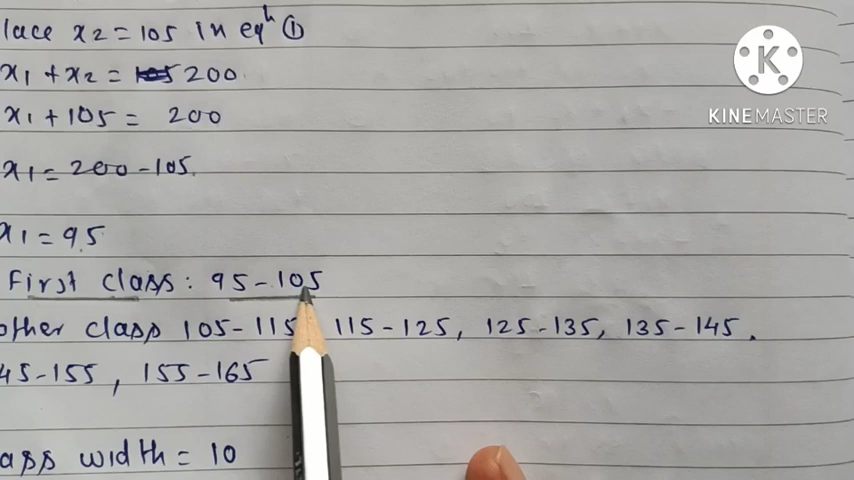 lace x2 = 105 in eqn ①
x1 + x2 = 200
x1 + 105 = 200
x1 = 200 - 105.
x1 = 95
First class: 95 - 105
other class 105 - 115 115 - 125, 125 - 135, 135 - 145.
45 - 155, 155 - 165
ass width = 10
K
KINEMASTER